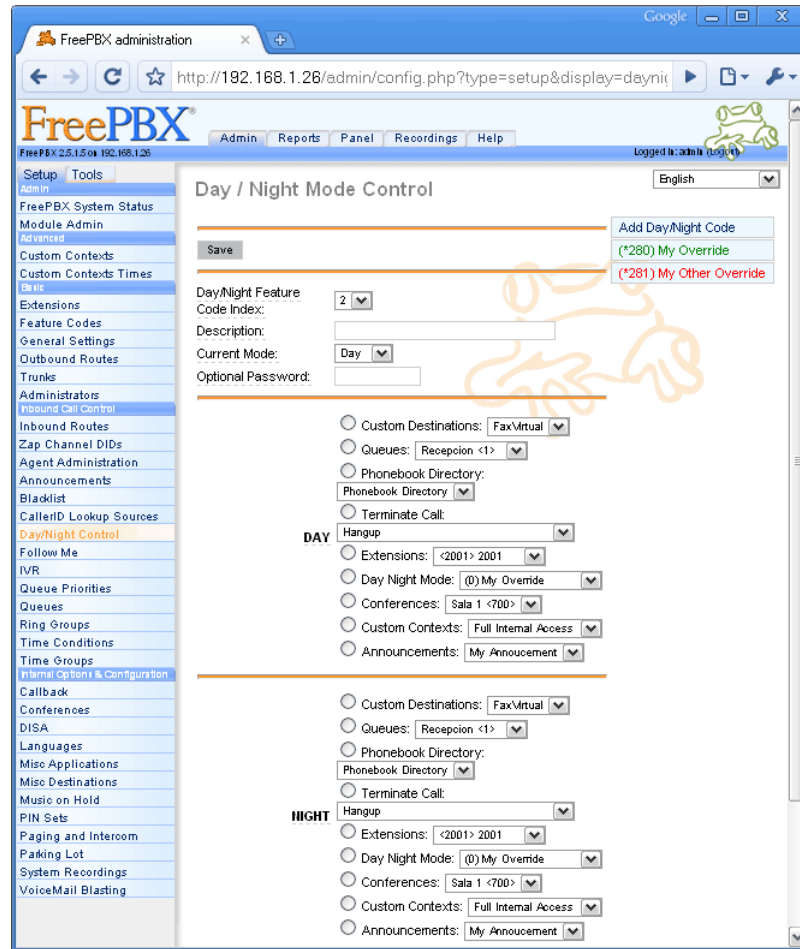 Google
FreePBX administration
http://192.168.1.26/admin/config.php?type=setup&display=dayni
FreePBX®
Admin Reports Panel Recordings Help
FreePBX 2.5.1.5 on 192.168.1.26
Logged in: admin (Logout)
Setup Tools
English
Admin
FreePBX System Status
Module Admin
Advanced
Custom Contexts
Custom Contexts Times
Basic
Extensions
Feature Codes
General Settings
Outbound Routes
Trunks
Administrators
Inbound Call Control
Inbound Routes
Zap Channel DIDs
Agent Administration
Announcements
Blacklist
CallerID Lookup Sources
Day/Night Control
Follow Me
IVR
Queue Priorities
Queues
Ring Groups
Time Conditions
Time Groups
Internal Options & Configuration
Callback
Conferences
DISA
Languages
Misc Applications
Misc Destinations
Music on Hold
PIN Sets
Paging and Intercom
Parking Lot
System Recordings
VoiceMail Blasting
Day / Night Mode Control
Add Day/Night Code
(*280) My Override
(*281) My Other Override
Save
Day/Night Feature
Code Index: 2
Description:
Current Mode: Day
Optional Password:
Custom Destinations: FaxVirtual
Queues: Recepcion <1>
Phonebook Directory:
Phonebook Directory
Terminate Call:
DAY Hangup
Extensions: <2001> 2001
Day Night Mode: (0) My Override
Conferences: Sala 1 <700>
Custom Contexts: Full Internal Access
Announcements: My Annoucement
Custom Destinations: FaxVirtual
Queues: Recepcion <1>
Phonebook Directory:
Phonebook Directory
Terminate Call:
NIGHT Hangup
Extensions: <2001> 2001
Day Night Mode: (0) My Override
Conferences: Sala 1 <700>
Custom Contexts: Full Internal Access
Announcements: My Annoucement